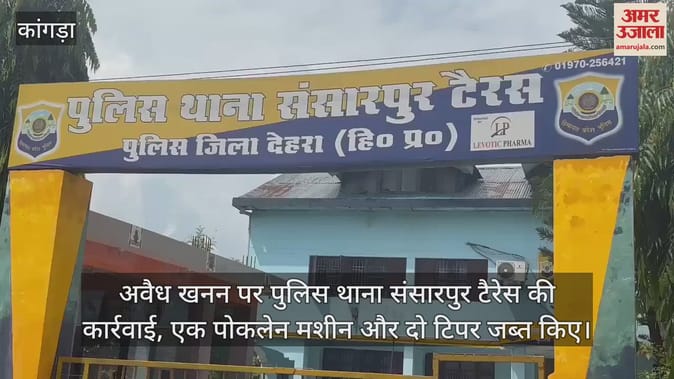 कांगड़ा
अमर
उजाला
amarujala.com
01970-256421
पुलिस थाना संसारपुर टैरस
पुलिस जिला देहरा (हि० प्र०)
LEVOTIC PHARMA
अवैध खनन पर पुलिस थाना संसारपुर टैरेस की
कार्रवाई, एक पोकलेन मशीन और दो टिपर जब्त किए।